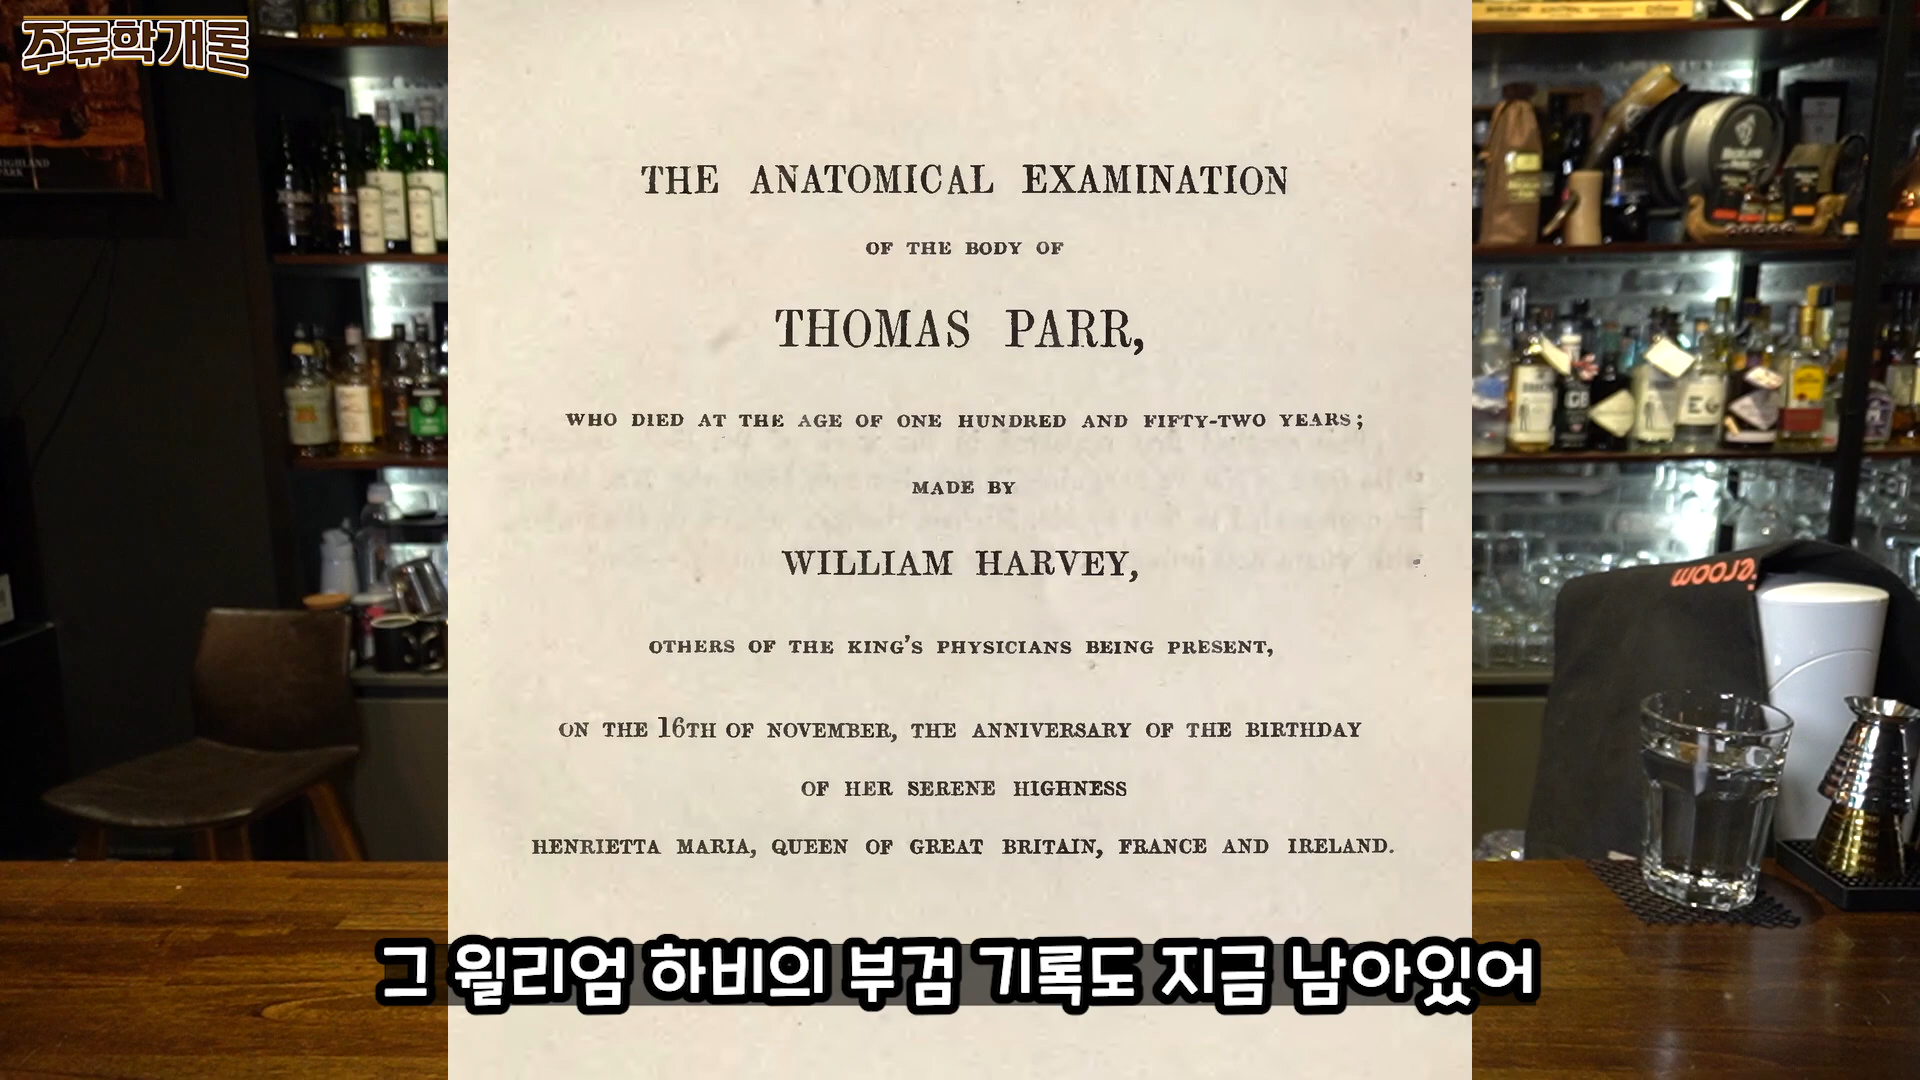 주류학개론
THE ANATOMICAL EXAMINATION
OF THE BODY OF
THOMAS PARR,
WHO DIED AT THE AGE OF ONE HUNDRED AND FIFTY-TWO YEARS;
MADE BY
WILLIAM HARVEY,
OTHERS OF THE KING'S PHYSICIANS BEING PRESENT,
ON THE 16TH OF NOVEMBER, THE ANNIVERSARY OF THE BIRTHDAY
OF HER SERENE HIGHNESS
HENRIETTA MARIA, QUEEN OF GREAT BRITAIN, FRANCE AND IRELAND.
그 윌리엄 하비의 부검 기록도 지금 남아있어
HIGHLAND
PARK